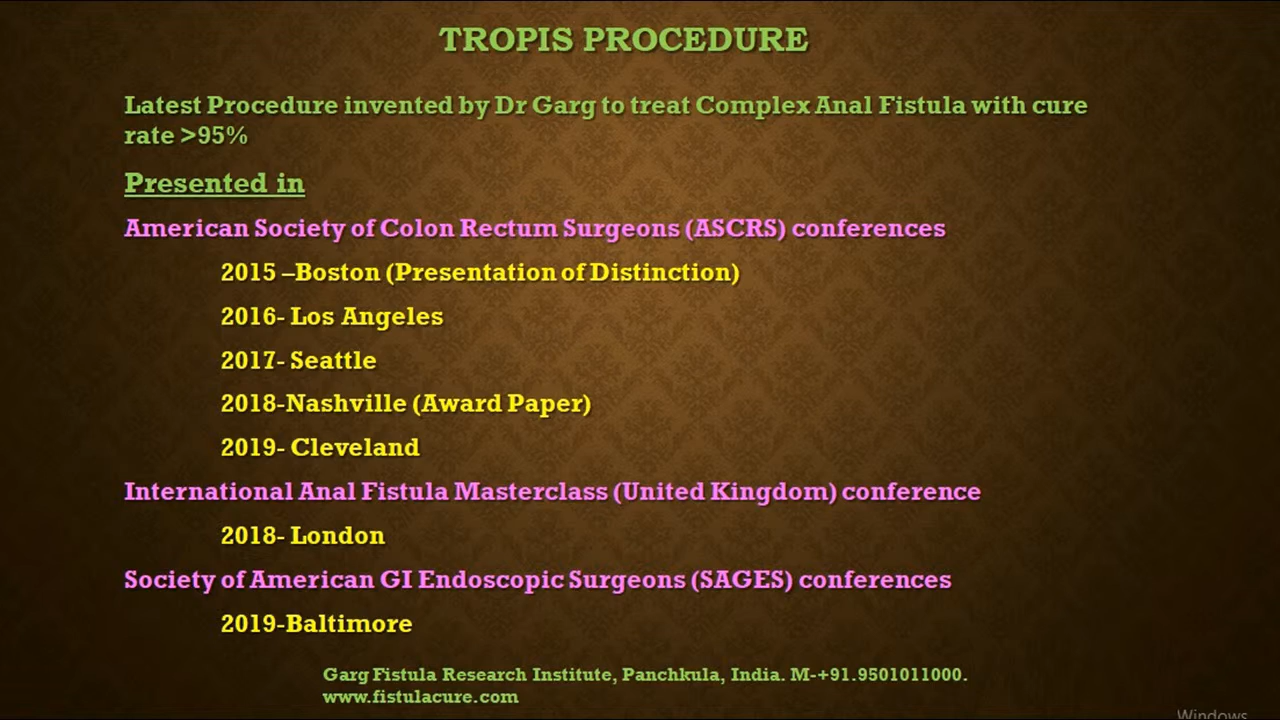 TROPIS PROCEDURE
Latest Procedure invented by Dr Garg to treat Complex Anal Fistula with cure
rate >95%
Presented in
American Society of Colon Rectum Surgeons (ASCRS) conferences
2015 –Boston (Presentation of Distinction)
2016- Los Angeles
2017- Seattle
2018-Nashville (Award Paper)
2019- Cleveland
International Anal Fistula Masterclass (United Kingdom) conference
2018- London
Society of American GI Endoscopic Surgeons (SAGES) conferences
2019-Baltimore
Garg Fistula Research Institute, Panchkula, India. M-+91.9501011000.
www.fistulacure.com
Windows